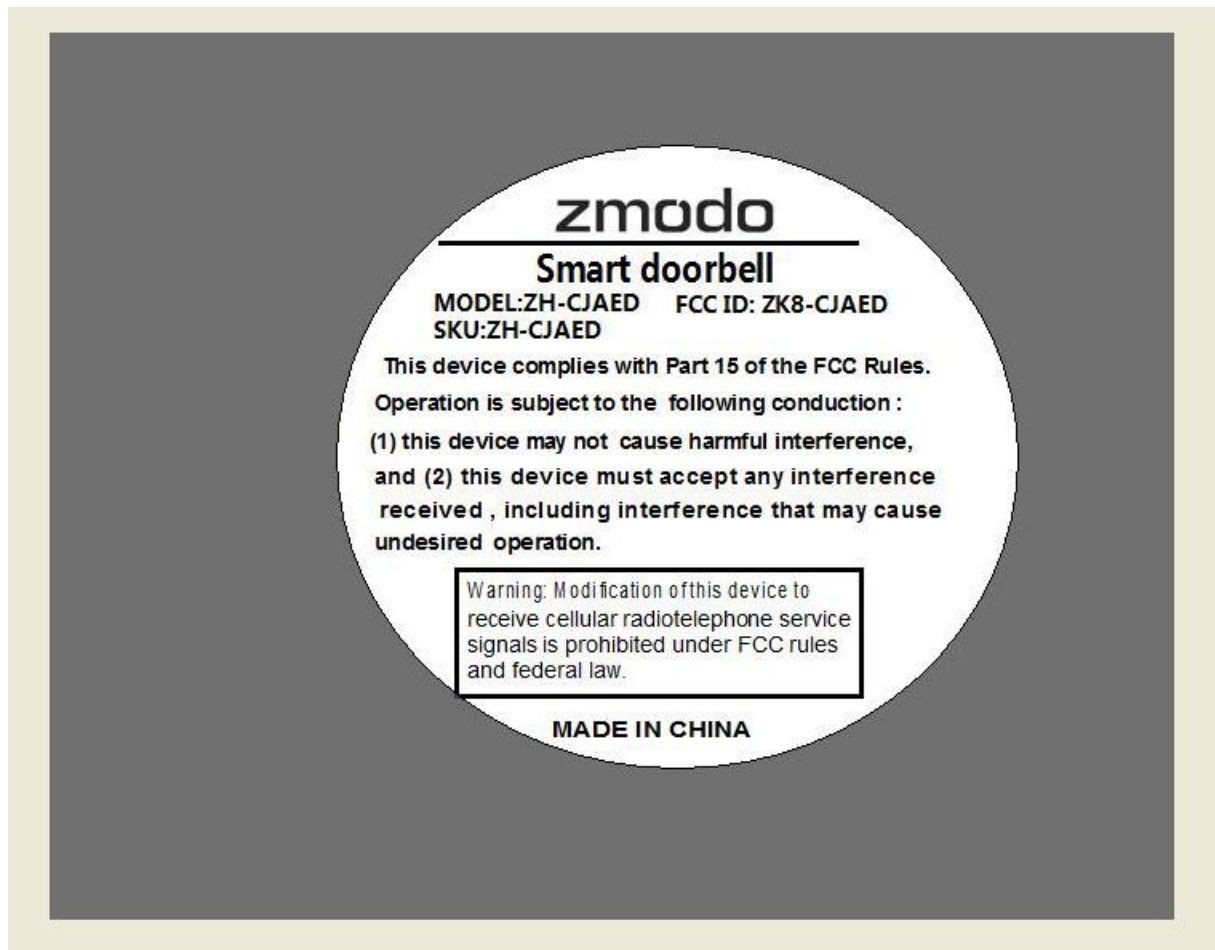 zmodo
Smart doorbell
MODEL:ZH-CJAED FCC ID: ZK8-CJAED
SKU:ZH-CJAED
This device complies with Part 15 of the FCC Rules.
Operation is subject to the following conduction :
(1) this device may not cause harmful interference,
and (2) this device must accept any interference
received , including interference that may cause
undesired operation.
Warning: Modification of this device to
receive cellular radiotelephone service
signals is prohibited under FCC rules
and federal law.
MADE IN CHINA